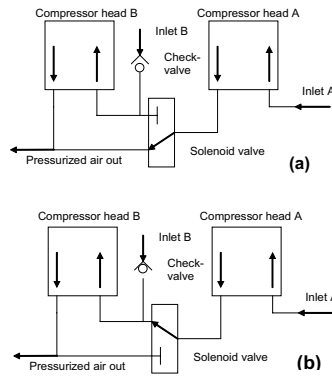 Compressor head B
Inlet B
Compressor head A
Check-
valve
Inlet A
Pressurized air out
Solenoid valve
(a)
Compressor head B
Inlet B
Compressor head A
Check-
valve
Inlet A
Pressurized air out
Solenoid valve
(b)